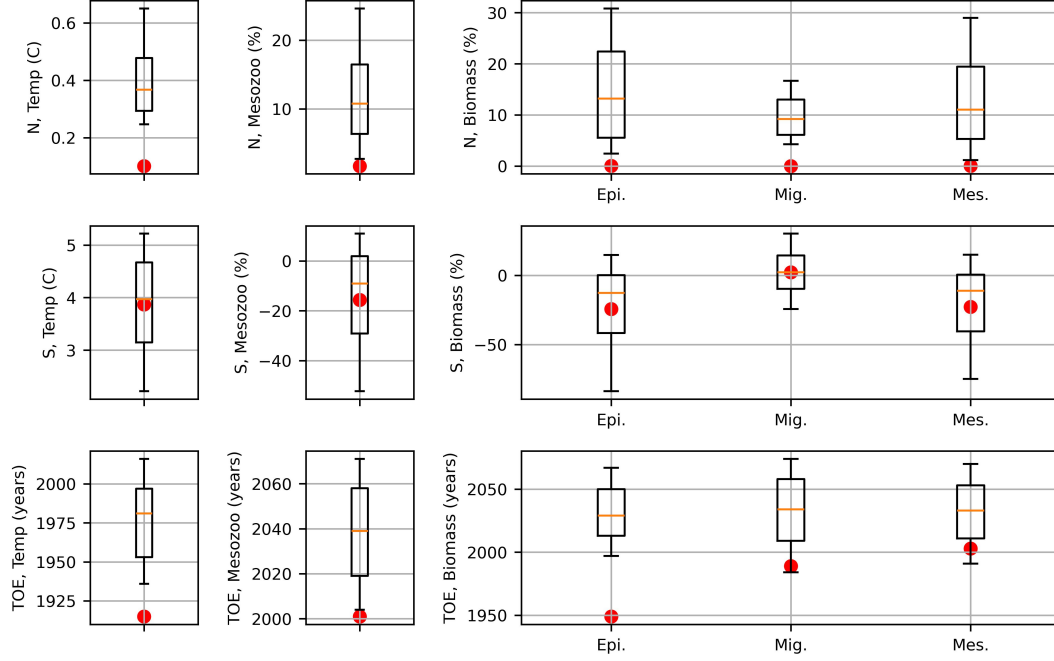 N, Temp (C)
0.6
0.4
0.2
N, Mesozoo (%)
20
10
N, Biomass (%)
30
20
10
0
Epi. Mig. Mes.
S, Temp (C)
5
4
3
S, Mesozoo (%)
0
−20
−40
S, Biomass (%)
0
−50
Epi. Mig. Mes.
TOE, Temp (years)
2000
1975
1950
1925
TOE, Mesozoo (years)
2060
2040
2020
2000
TOE, Biomass (years)
2050
2000
1950
Epi. Mig. Mes.